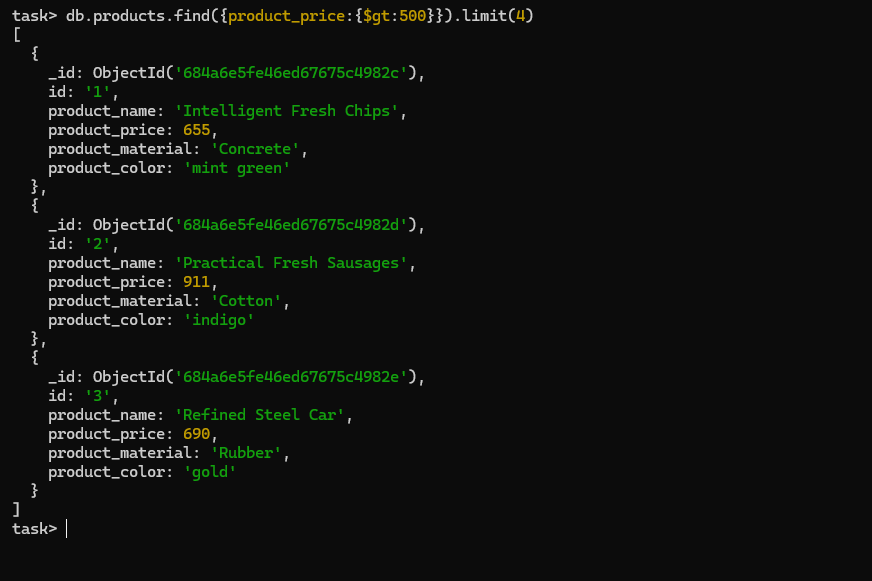 task> db.products.find({product_price:{$gt:500}}).limit(4)
[
  {
    _id: ObjectId('684a6e5fe46ed67675c4982c'),
    id: '1',
    product_name: 'Intelligent Fresh Chips',
    product_price: 655,
    product_material: 'Concrete',
    product_color: 'mint green'
  },
  {
    _id: ObjectId('684a6e5fe46ed67675c4982d'),
    id: '2',
    product_name: 'Practical Fresh Sausages',
    product_price: 911,
    product_material: 'Cotton',
    product_color: 'indigo'
  },
  {
    _id: ObjectId('684a6e5fe46ed67675c4982e'),
    id: '3',
    product_name: 'Refined Steel Car',
    product_price: 690,
    product_material: 'Rubber',
    product_color: 'gold'
  }
]
task>